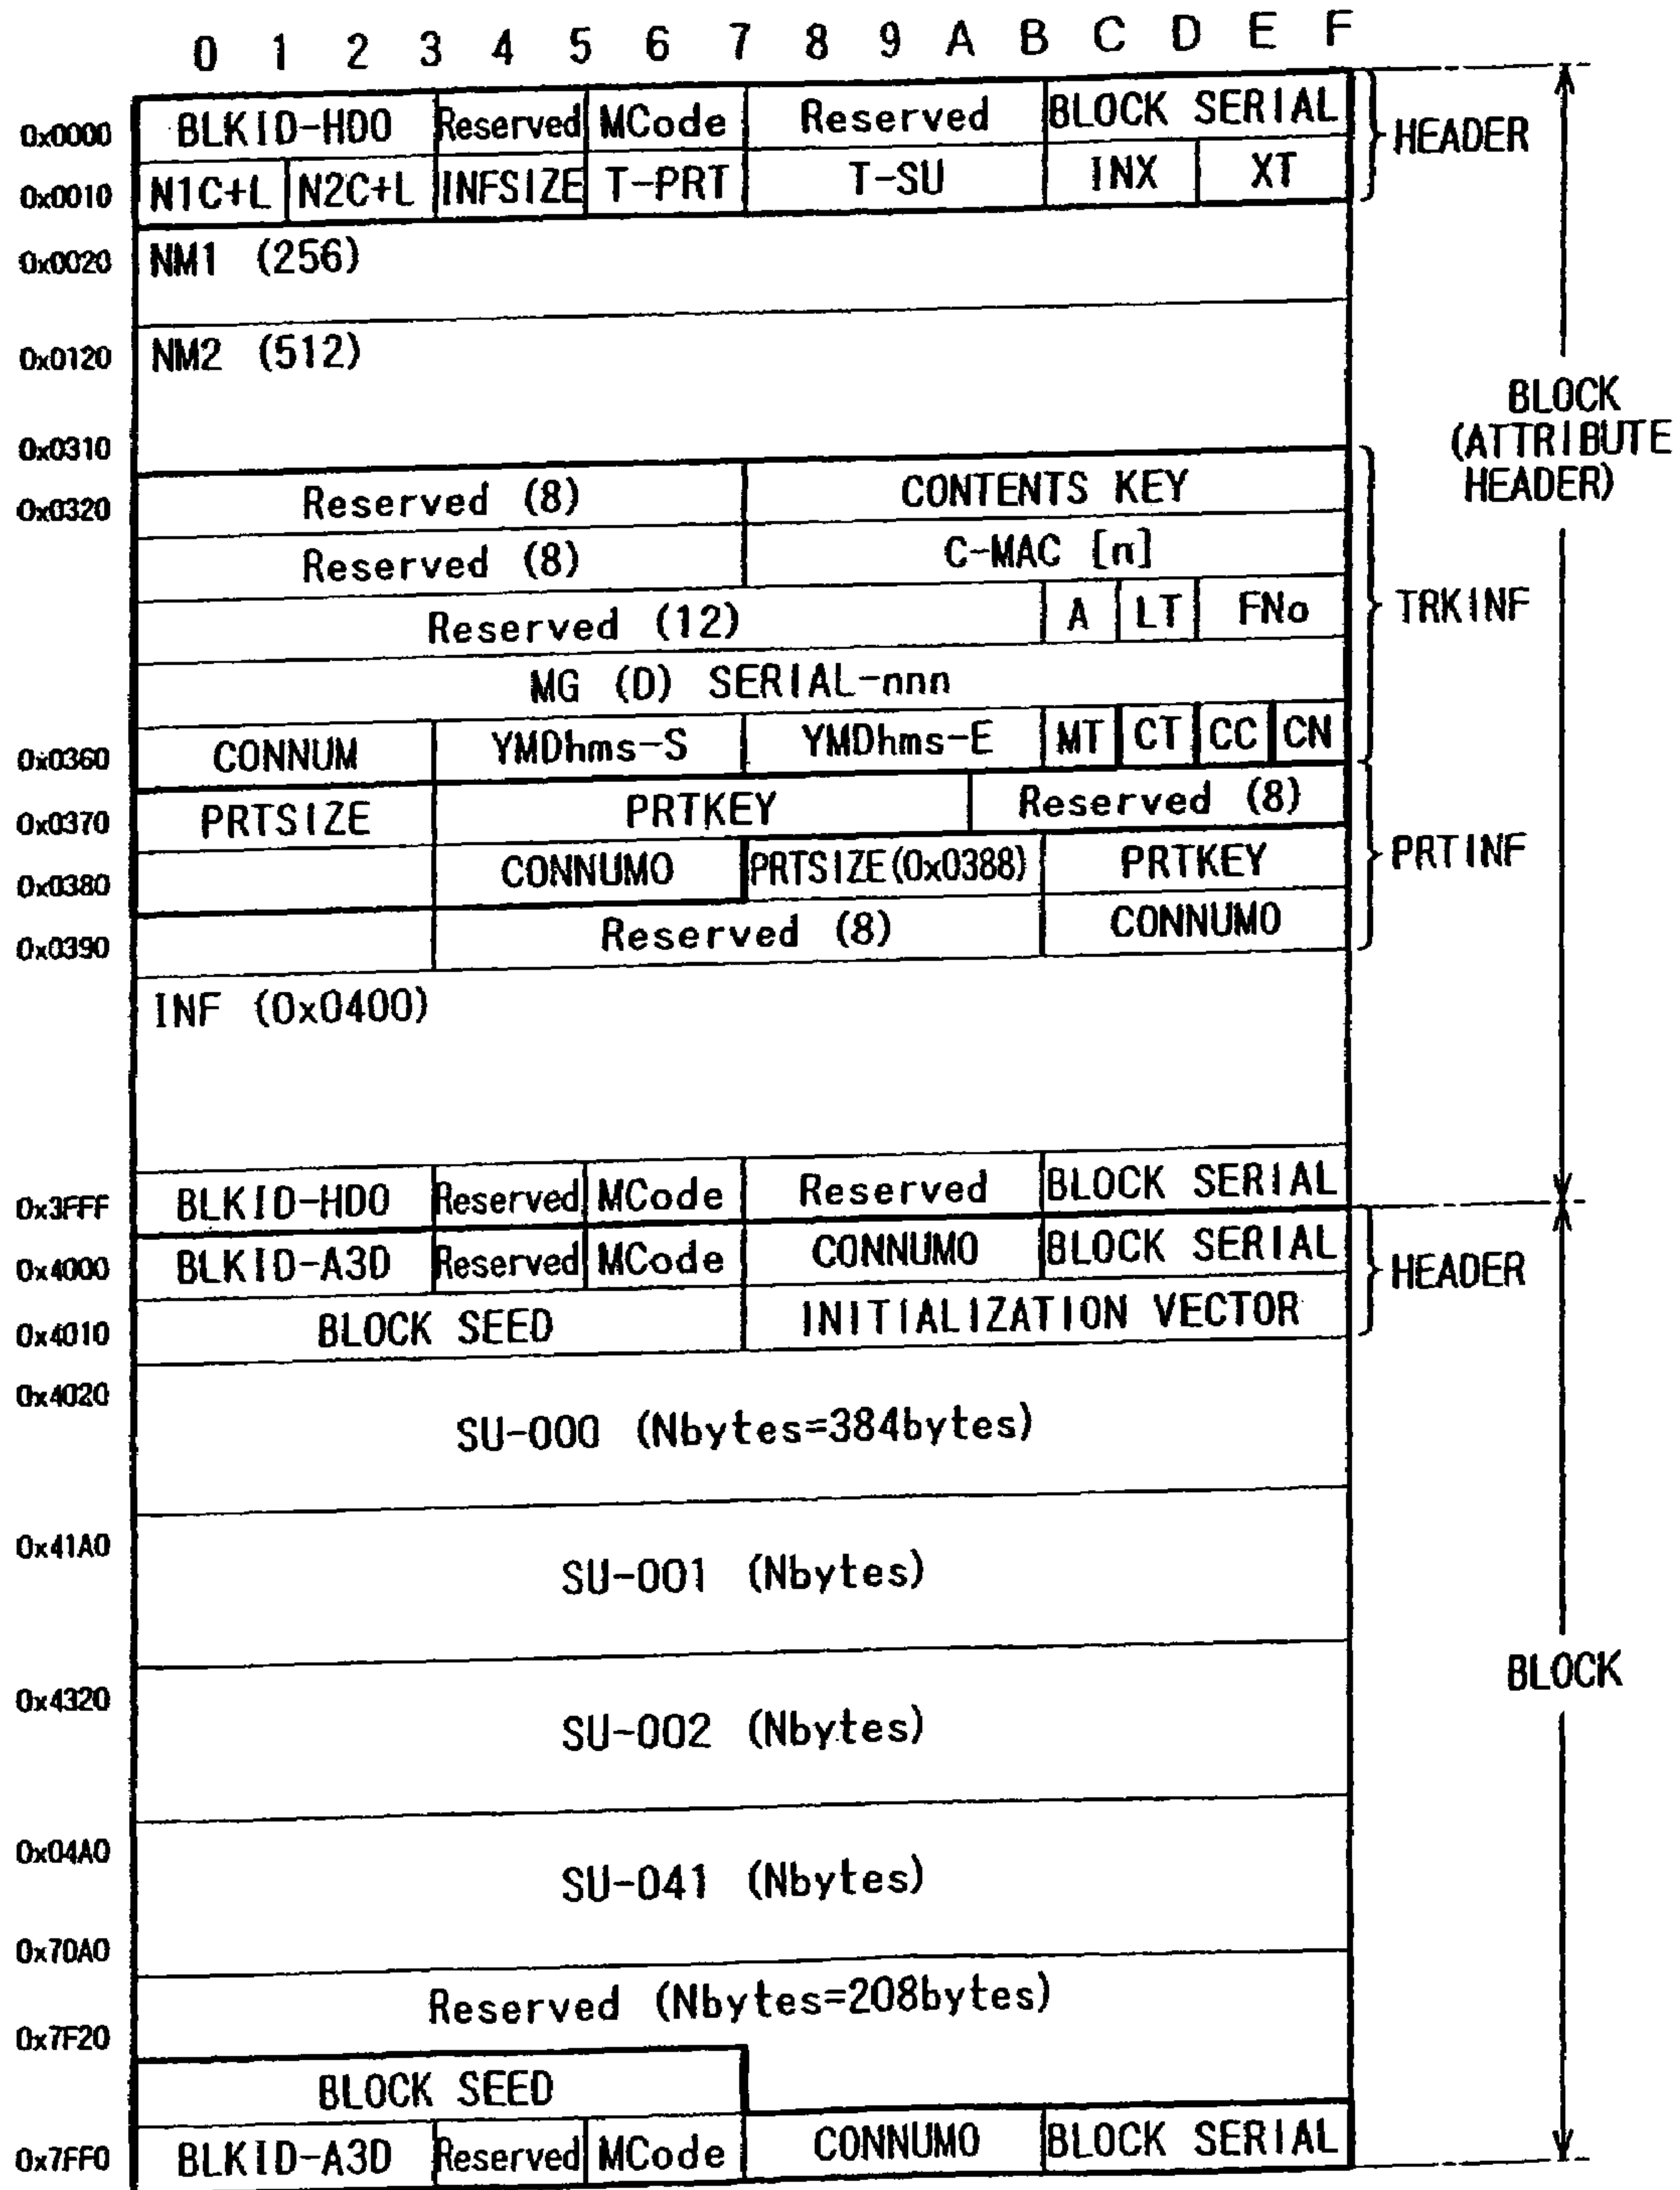 0 1 2 3 4 5 6 7 8 9 A B C D E F
0x0000 BLKID-HD0 Reserved MCode Reserved BLOCK SERIAL HEADER
0x0010 N1C+L N2C+L INFSIZE T-PRT T-SU INX XT
0x0020 NM1 (256)
0x0120 NM2 (512)
0x0310
BLOCK
(ATTRIBUTE
HEADER)
0x0320 Reserved (8) CONTENTS KEY
Reserved (8) C-MAC [n]
Reserved (12) A LT FNo TRKINF
MG (D) SERIAL-nnn
0x0360 CONNUM YMDhms-S YMDhms-E MT CT CC CN
0x0370 PRTSIZE PRTKEY Reserved (8)
0x0380 CONNUM0 PRTSIZE(0x0388) PRTKEY PRTINF
0x0390 Reserved (8) CONNUM0
INF (0x0400)
0x3FFF BLKID-HD0 Reserved MCode Reserved BLOCK SERIAL
0x4000 BLKID-A3D Reserved MCode CONNUM0 BLOCK SERIAL HEADER
0x4010 BLOCK SEED INITIALIZATION VECTOR
0x4020
SU-000 (Nbytes=384bytes)
0x41A0
SU-001 (Nbytes)
0x4320
SU-002 (Nbytes)
BLOCK
0x04A0
SU-041 (Nbytes)
0x70A0
Reserved (Nbytes=208bytes)
0x7F20
BLOCK SEED
0x7FF0 BLKID-A3D Reserved MCode CONNUM0 BLOCK SERIAL